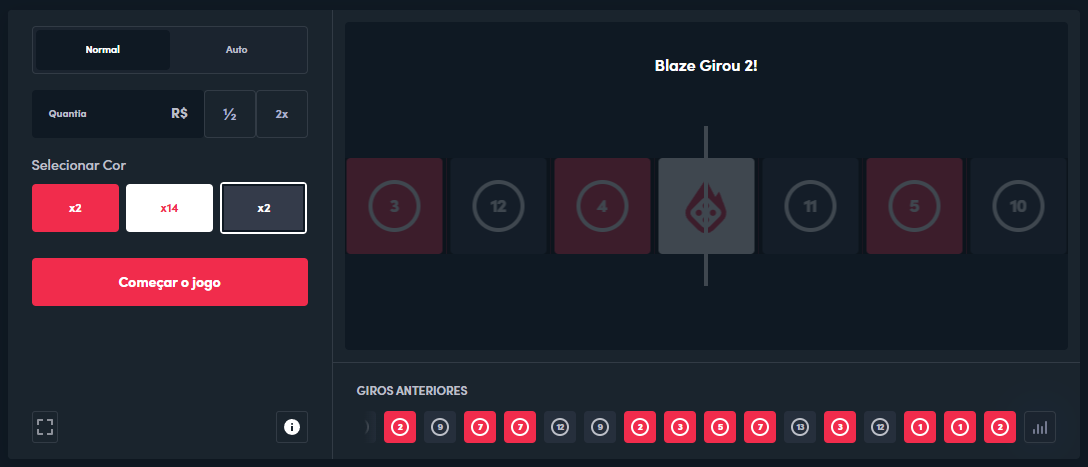 Normal Auto
Quantia R$ ½ 2x
Selecionar Cor
x2 x14 x2
Começar o jogo
Blaze Girou 2!
3 12 4 11 5 10
GIROS ANTERIORES
2 9 7 7 12 9 2 3 5 7 13 3 12 1 1 2